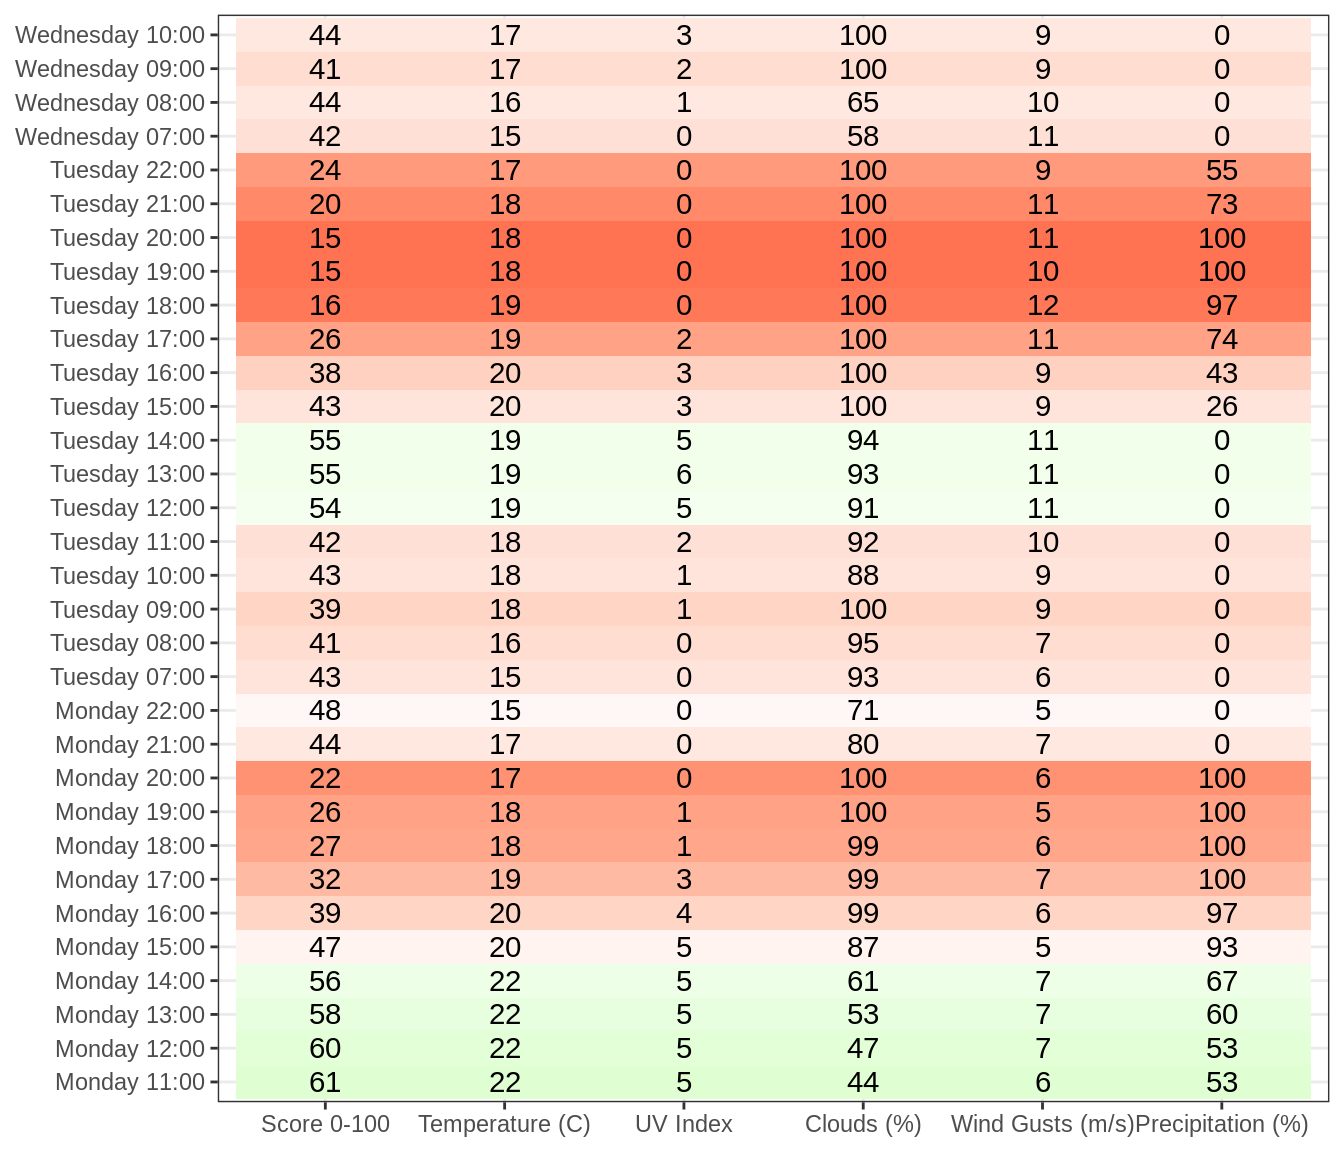 Wednesday 10:00 44 17 3 100 9 0
Wednesday 09:00 41 17 2 100 9 0
Wednesday 08:00 44 16 1 65 10 0
Wednesday 07:00 42 15 0 58 11 0
Tuesday 22:00 24 17 0 100 9 55
Tuesday 21:00 20 18 0 100 11 73
Tuesday 20:00 15 18 0 100 11 100
Tuesday 19:00 15 18 0 100 10 100
Tuesday 18:00 16 19 0 100 12 97
Tuesday 17:00 26 19 2 100 11 74
Tuesday 16:00 38 20 3 100 9 43
Tuesday 15:00 43 20 3 100 9 26
Tuesday 14:00 55 19 5 94 11 0
Tuesday 13:00 55 19 6 93 11 0
Tuesday 12:00 54 19 5 91 11 0
Tuesday 11:00 42 18 2 92 10 0
Tuesday 10:00 43 18 1 88 9 0
Tuesday 09:00 39 18 1 100 9 0
Tuesday 08:00 41 16 0 95 7 0
Tuesday 07:00 43 15 0 93 6 0
Monday 22:00 48 15 0 71 5 0
Monday 21:00 44 17 0 80 7 0
Monday 20:00 22 17 0 100 6 100
Monday 19:00 26 18 1 100 5 100
Monday 18:00 27 18 1 99 6 100
Monday 17:00 32 19 3 99 7 100
Monday 16:00 39 20 4 99 6 97
Monday 15:00 47 20 5 87 5 93
Monday 14:00 56 22 5 61 7 67
Monday 13:00 58 22 5 53 7 60
Monday 12:00 60 22 5 47 7 53
Monday 11:00 61 22 5 44 6 53
Score 0-100 Temperature (C) UV Index Clouds (%) Wind Gusts (m/s) Precipitation (%)